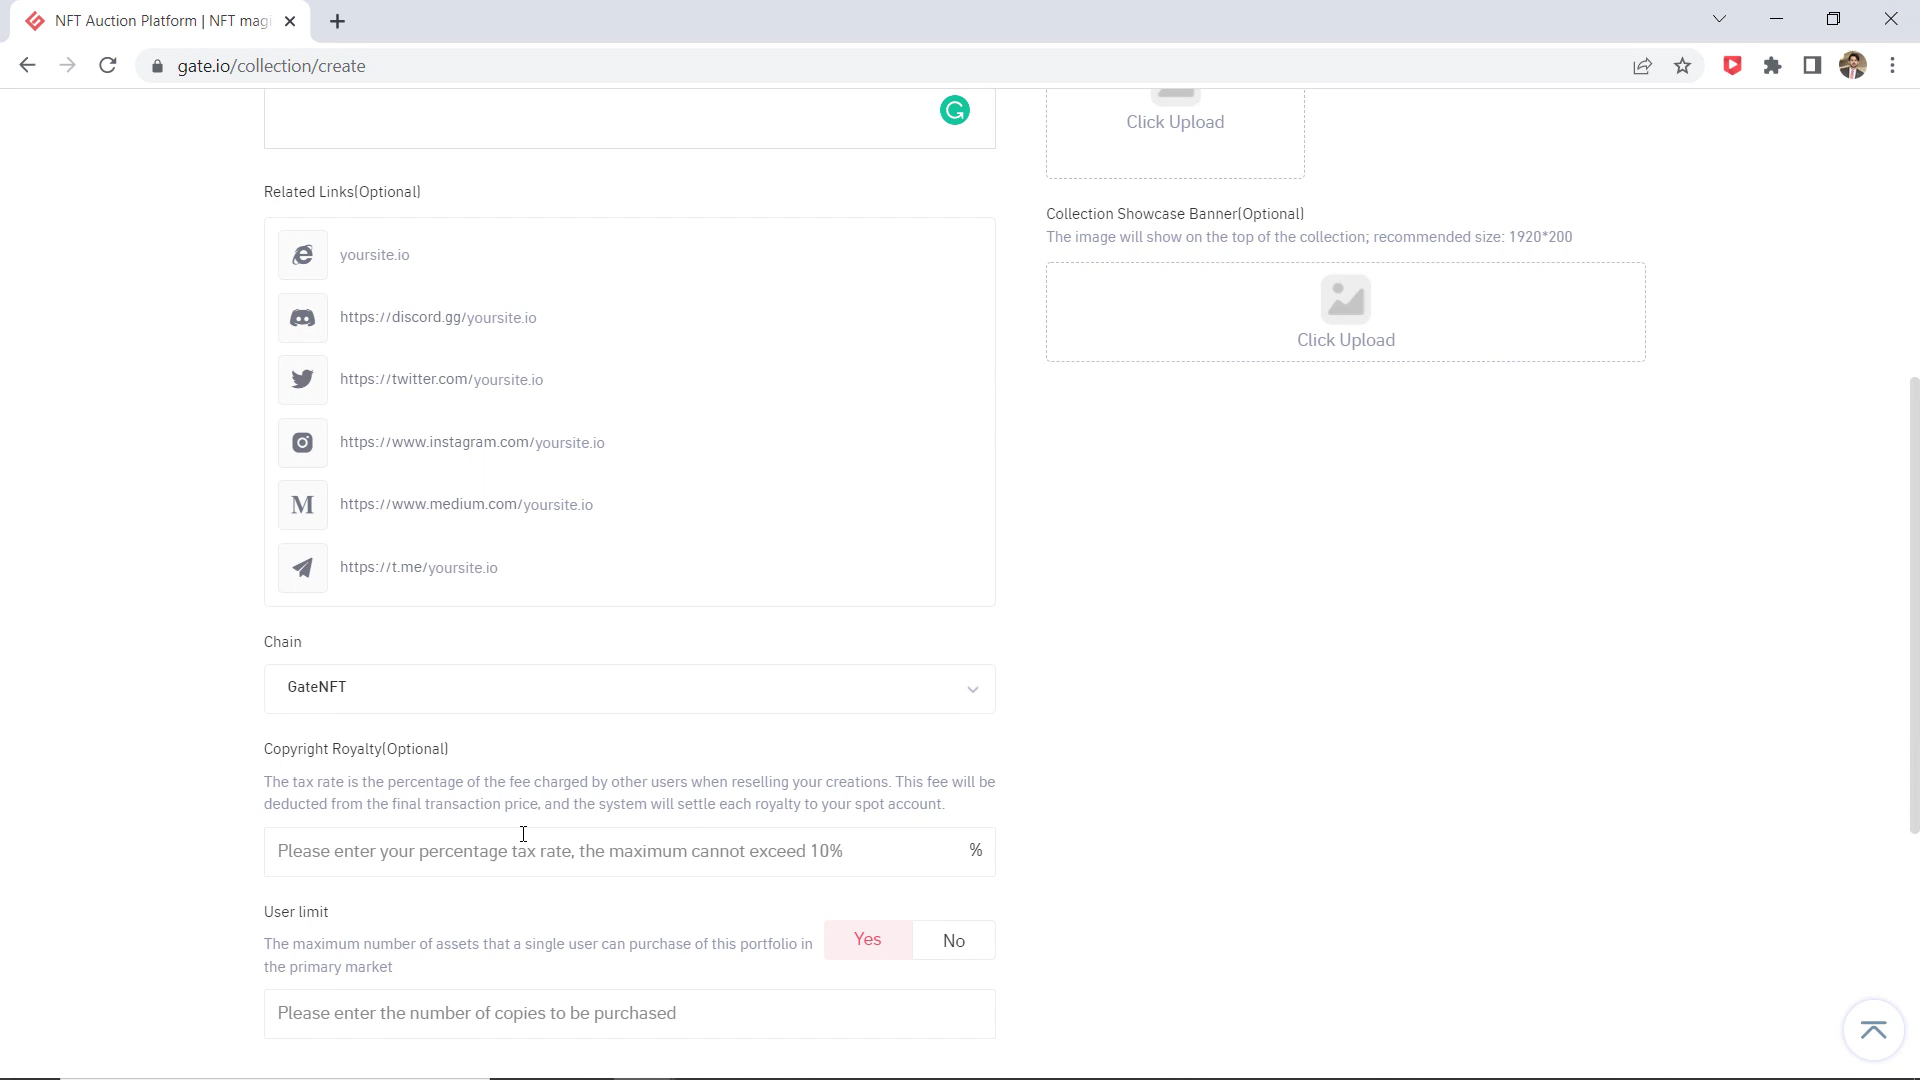 NFT Auction Platform | NFT magi
gate.io/collection/create
Click Upload
Related Links(Optional)
Collection Showcase Banner(Optional)
The image will show on the top of the collection; recommended size: 1920*200
yoursite.io
https://discord.gg/yoursite.io
Click Upload
https://twitter.com/yoursite.io
https://www.instagram.com/yoursite.io
M https://www.medium.com/yoursite.io
https://t.me/yoursite.io
Chain
GateNFT
Copyright Royalty(Optional)
The tax rate is the percentage of the fee charged by other users when reselling your creations. This fee will be
deducted from the final transaction price, and the system will settle each royalty to your spot account.
Please enter your percentage tax rate, the maximum cannot exceed 10% %
User limit
The maximum number of assets that a single user can purchase of this portfolio in
the primary market
Yes No
Please enter the number of copies to be purchased